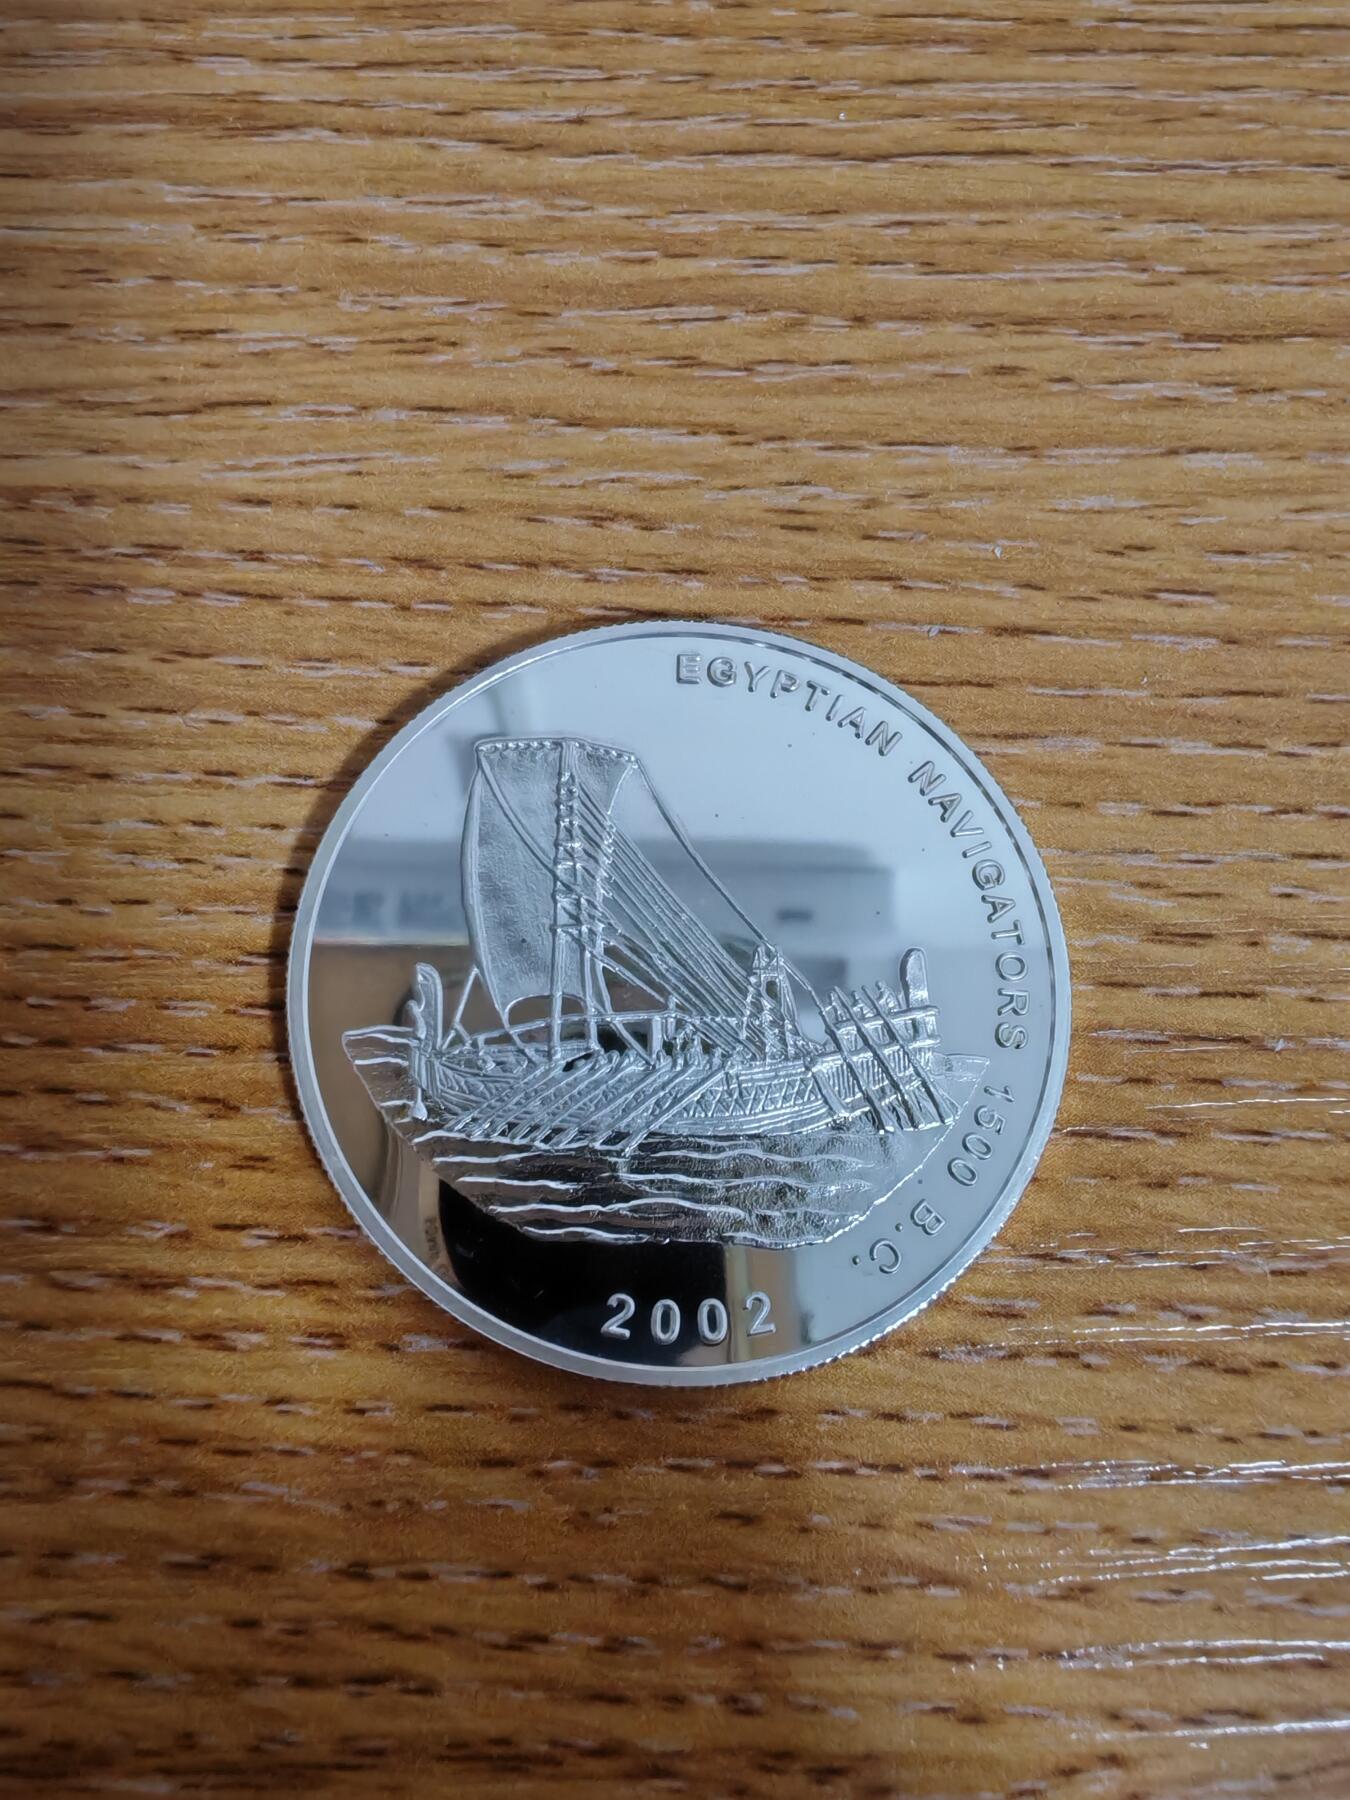 EGYPTIAN NAVIGATORS 1500 B.C.
2002